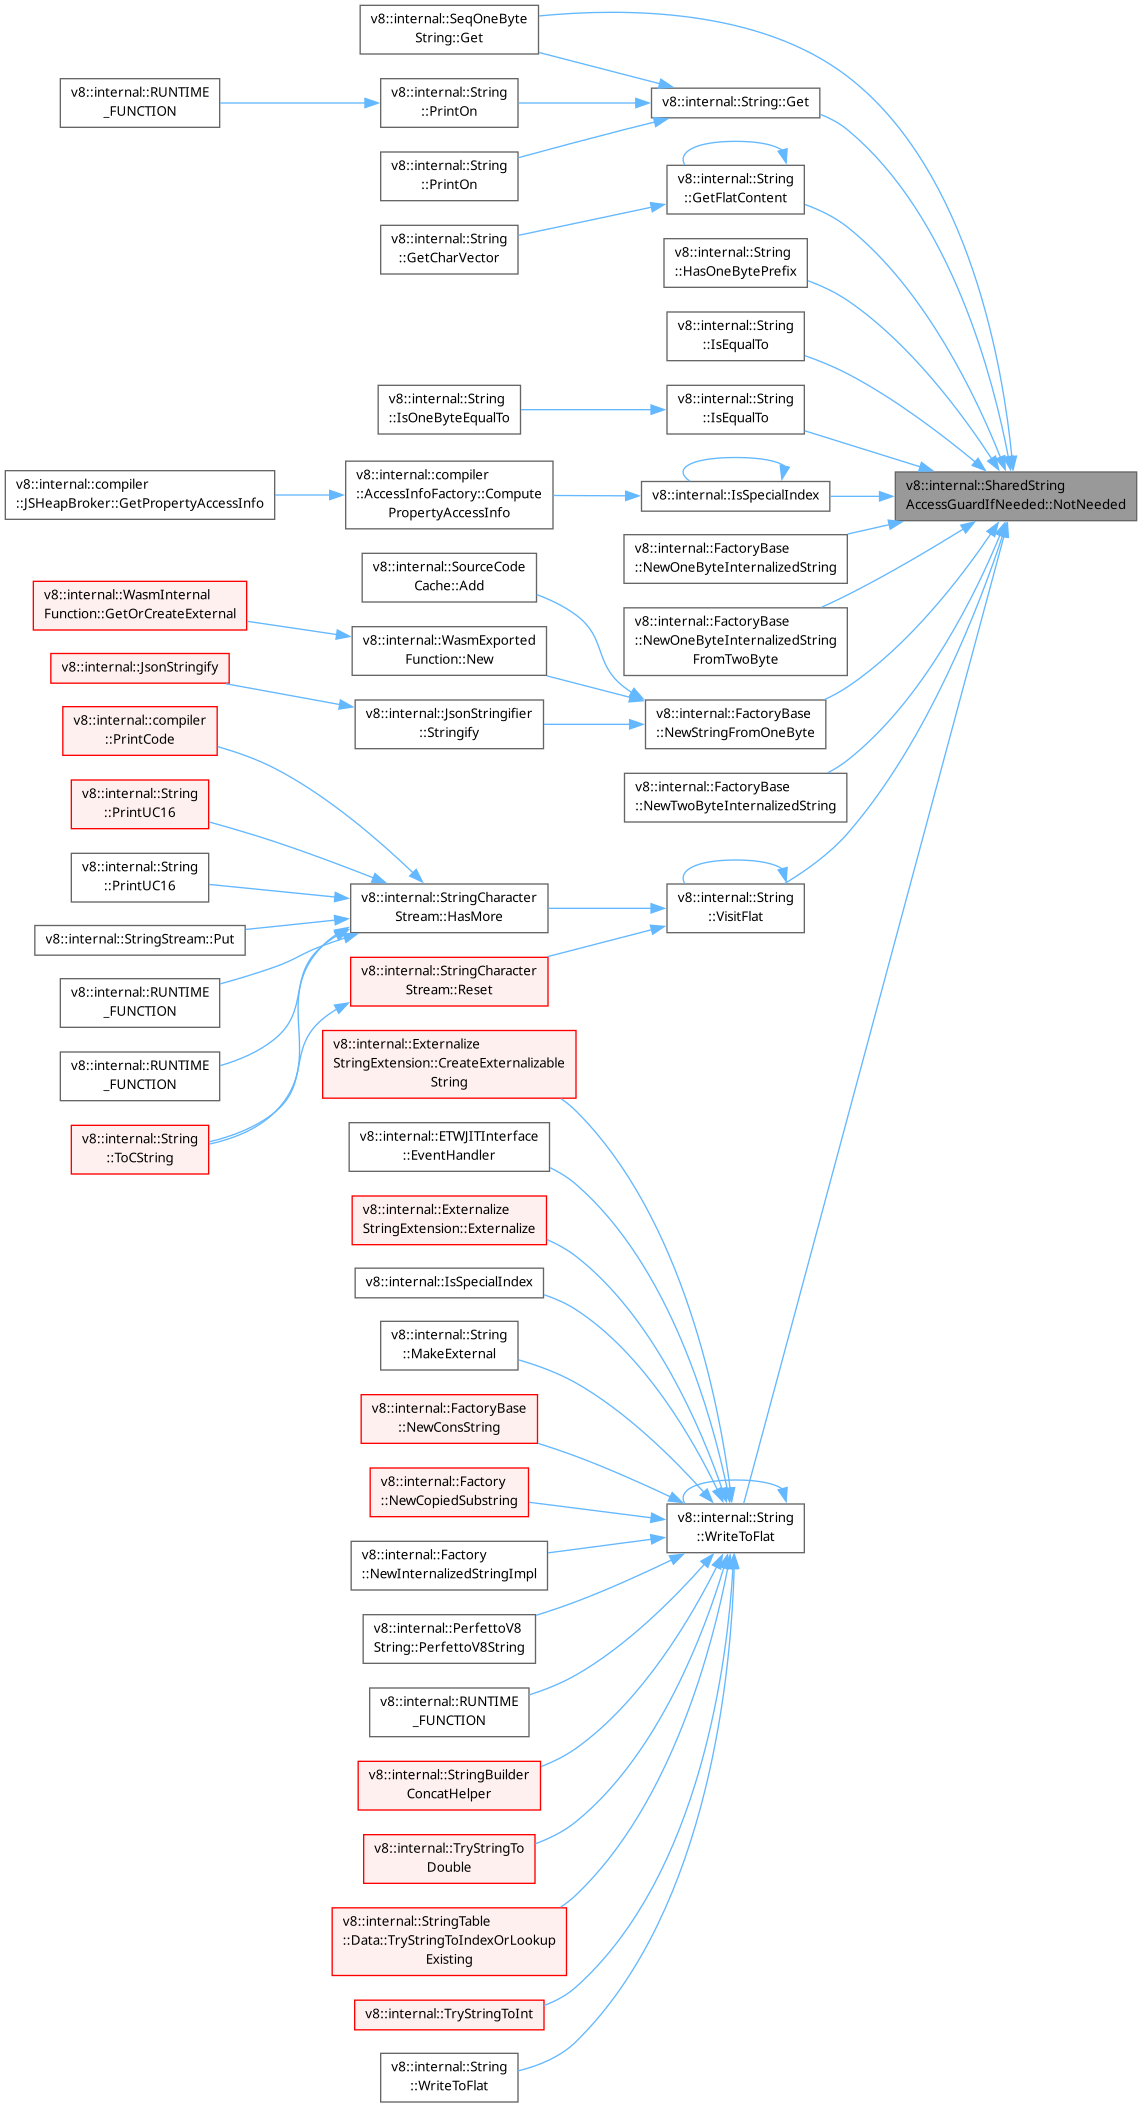 v8::internal::SeqOneByte
String::Get
v8::internal::RUNTIME
_FUNCTION
v8::internal::String
::PrintOn
v8::internal::String::Get
v8::internal::String
::PrintOn
v8::internal::String
::GetFlatContent
v8::internal::String
::GetCharVector
v8::internal::String
::HasOneBytePrefix
v8::internal::String
::IsEqualTo
v8::internal::String
::IsOneByteEqualTo
v8::internal::String
::IsEqualTo
v8::internal::compiler
::JSHeapBroker::GetPropertyAccessInfo
v8::internal::compiler
::AccessInfoFactory::Compute
PropertyAccessInfo
v8::internal::IsSpecialIndex
v8::internal::SharedString
AccessGuardIfNeeded::NotNeeded
v8::internal::FactoryBase
::NewOneByteInternalizedString
v8::internal::SourceCode
Cache::Add
v8::internal::WasmInternal
Function::GetOrCreateExternal
v8::internal::FactoryBase
::NewOneByteInternalizedString
FromTwoByte
v8::internal::WasmExported
Function::New
v8::internal::JsonStringify
v8::internal::JsonStringifier
::Stringify
v8::internal::FactoryBase
::NewStringFromOneByte
v8::internal::compiler
::PrintCode
v8::internal::FactoryBase
::NewTwoByteInternalizedString
v8::internal::String
::PrintUC16
v8::internal::String
::PrintUC16
v8::internal::StringCharacter
Stream::HasMore
v8::internal::String
::VisitFlat
v8::internal::StringStream::Put
v8::internal::RUNTIME
_FUNCTION
v8::internal::StringCharacter
Stream::Reset
v8::internal::RUNTIME
_FUNCTION
v8::internal::Externalize
StringExtension::CreateExternalizable
String
v8::internal::String
::ToCString
v8::internal::ETWJITInterface
::EventHandler
v8::internal::Externalize
StringExtension::Externalize
v8::internal::IsSpecialIndex
v8::internal::String
::MakeExternal
v8::internal::FactoryBase
::NewConsString
v8::internal::Factory
::NewCopiedSubstring
v8::internal::String
::WriteToFlat
v8::internal::Factory
::NewInternalizedStringImpl
v8::internal::PerfettoV8
String::PerfettoV8String
v8::internal::RUNTIME
_FUNCTION
v8::internal::StringBuilder
ConcatHelper
v8::internal::TryStringTo
Double
v8::internal::StringTable
::Data::TryStringToIndexOrLookup
Existing
v8::internal::TryStringToInt
v8::internal::String
::WriteToFlat